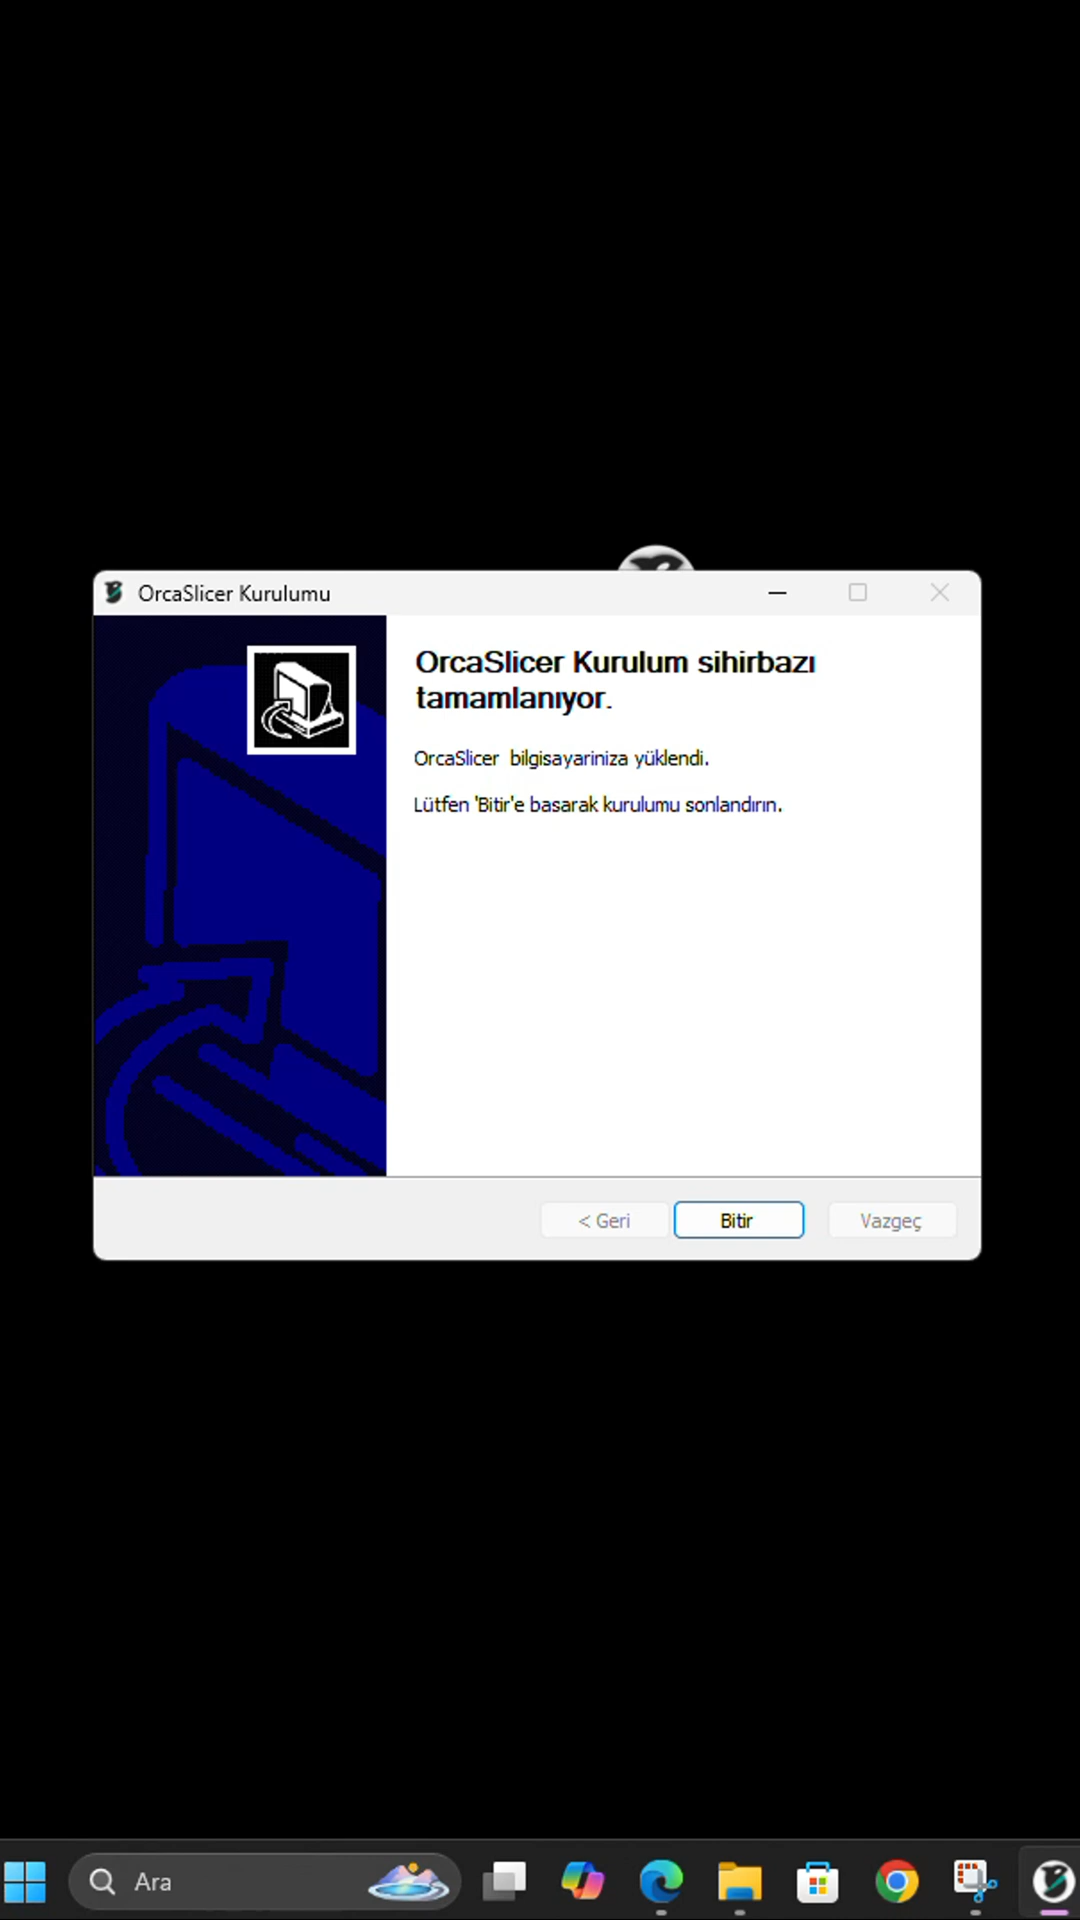 OrcaSlicer Kurulumu
OrcaSlicer Kurulum sihirbazı
tamamlanıyor.
OrcaSlicer  bilgisayariniza yüklendi.
Lütfen 'Bitir'e basarak kurulumu sonlandırın.
< Geri
Bitir
Vazgeç
Ara